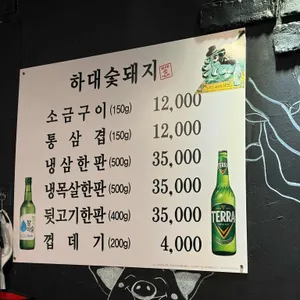 하대숯돼지
소금구이(150g) 12,000
통삼겹(150g) 12,000
냉삼한판(500g) 35,000
냉목살한판(500g) 35,000
뒷고기한판(400g) 35,000
껍데기(200g) 4,000
TERRA